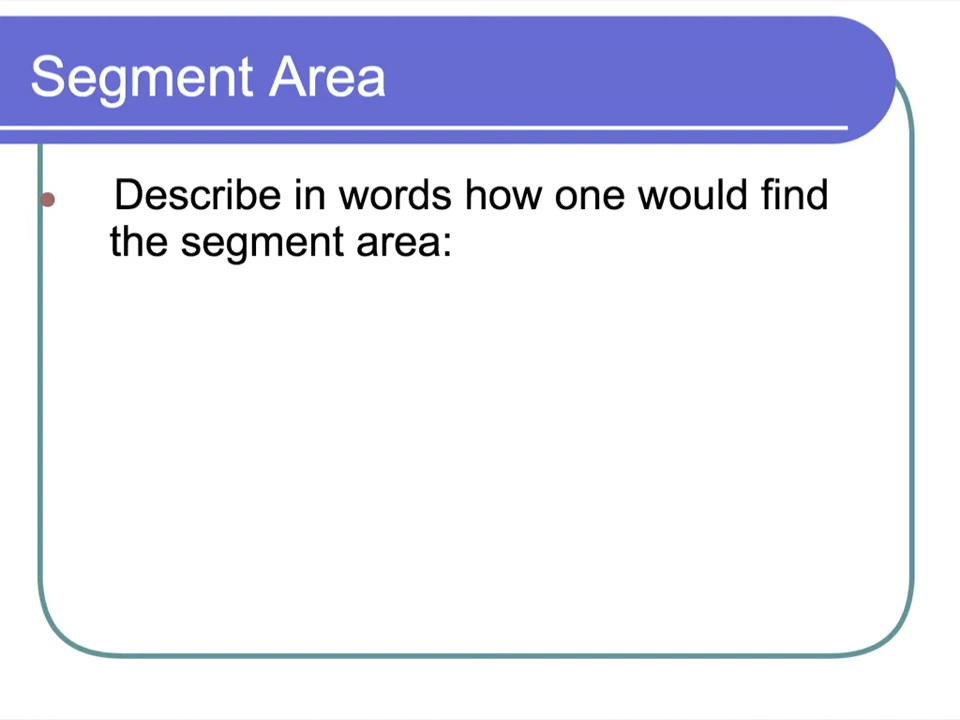 Segment Area
Describe in words how one would find
the segment area: